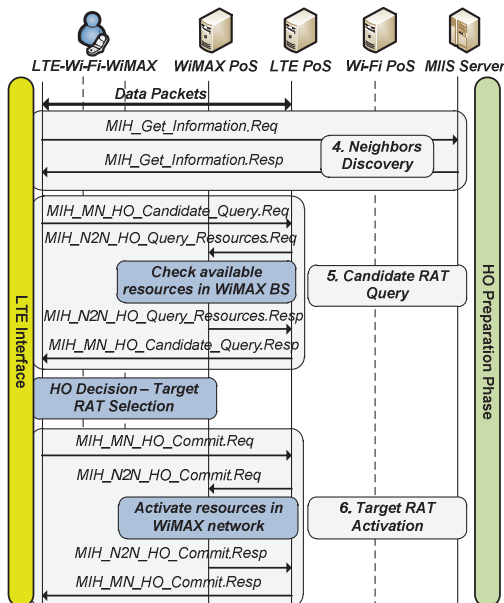 LTE-Wi-Fi-WiMAX WiMAX PoS LTE PoS Wi-Fi PoS MIIS Server
Data Packets
MIH_Get_Information.Req
4. Neighbors
Discovery
MIH_Get_Information.Resp
MIH_MN_HO_Candidate_Query.Req
MIH_N2N_HO_Query_Resources.Req
Check available
resources in WiMAX BS
5. Candidate RAT
Query
MIH_N2N_HO_Query_Resources.Resp
MIH_MN_HO_Candidate_Query.Resp
HO Decision – Target
RAT Selection
MIH_MN_HO_Commit.Req
MIH_N2N_HO_Commit.Req
Activate resources in
WiMAX network
6. Target RAT
Activation
MIH_N2N_HO_Commit.Resp
MIH_MN_HO_Commit.Resp
LTE Interface
HO Preparation Phase